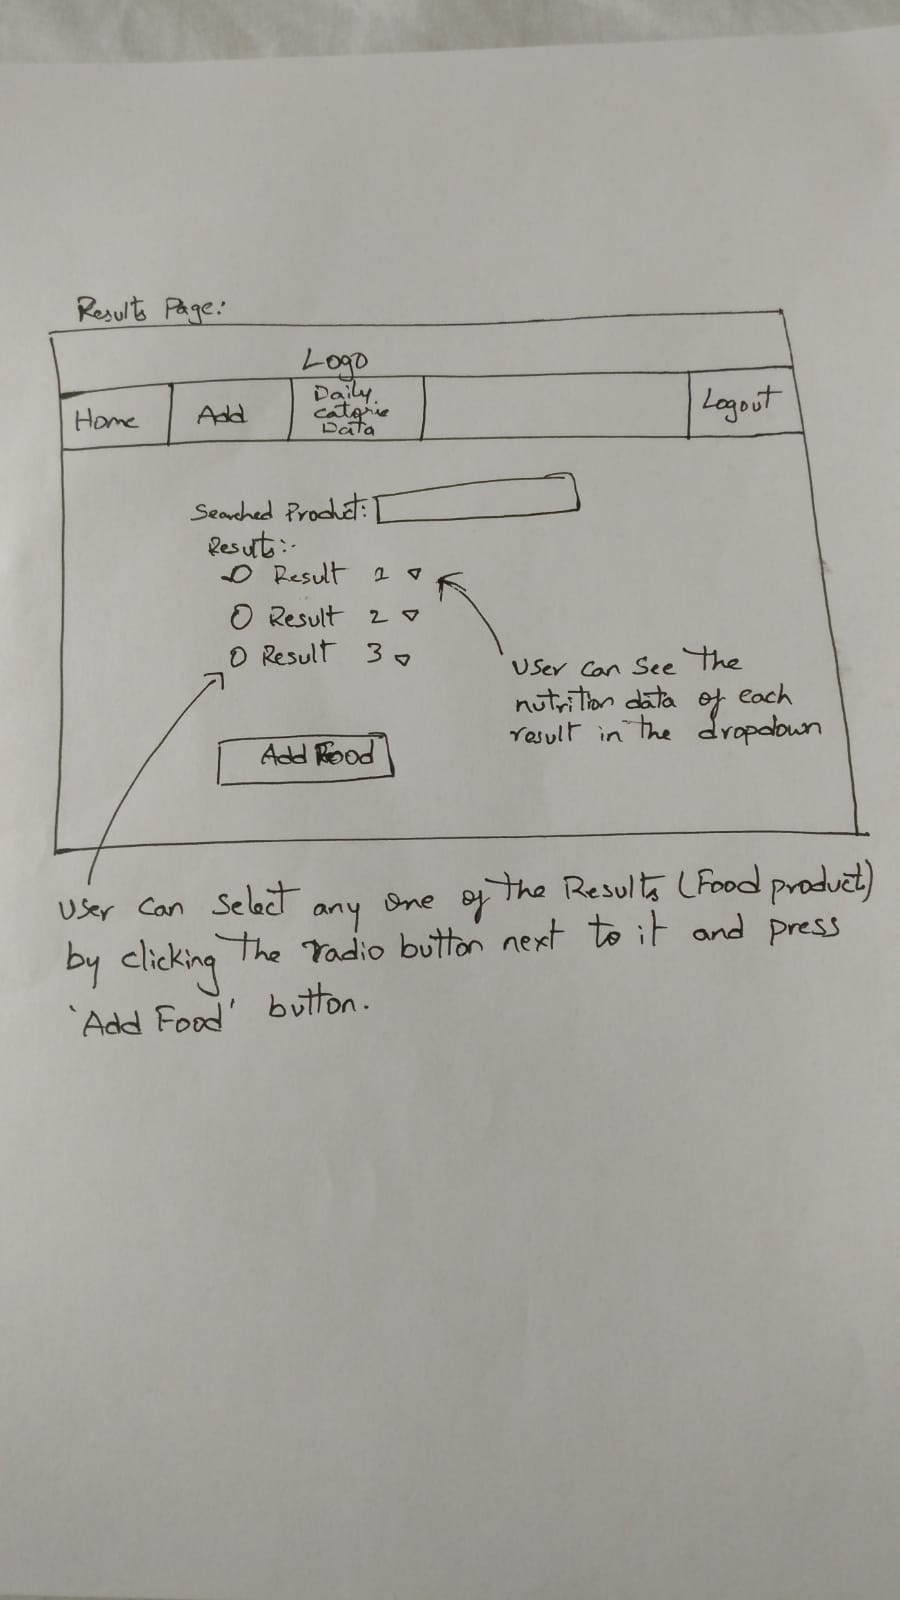 Results Page:
Logo
Home
Add
Daily
Calorie
Data
Logout
Searched Product:
Results:-
Result 1
Result 2
Result 3
User can see the
nutrition data of each
result in the dropdown
Add Food
User can select any one of the Results (Food product)
by clicking the radio button next to it and press
'Add Food' button.